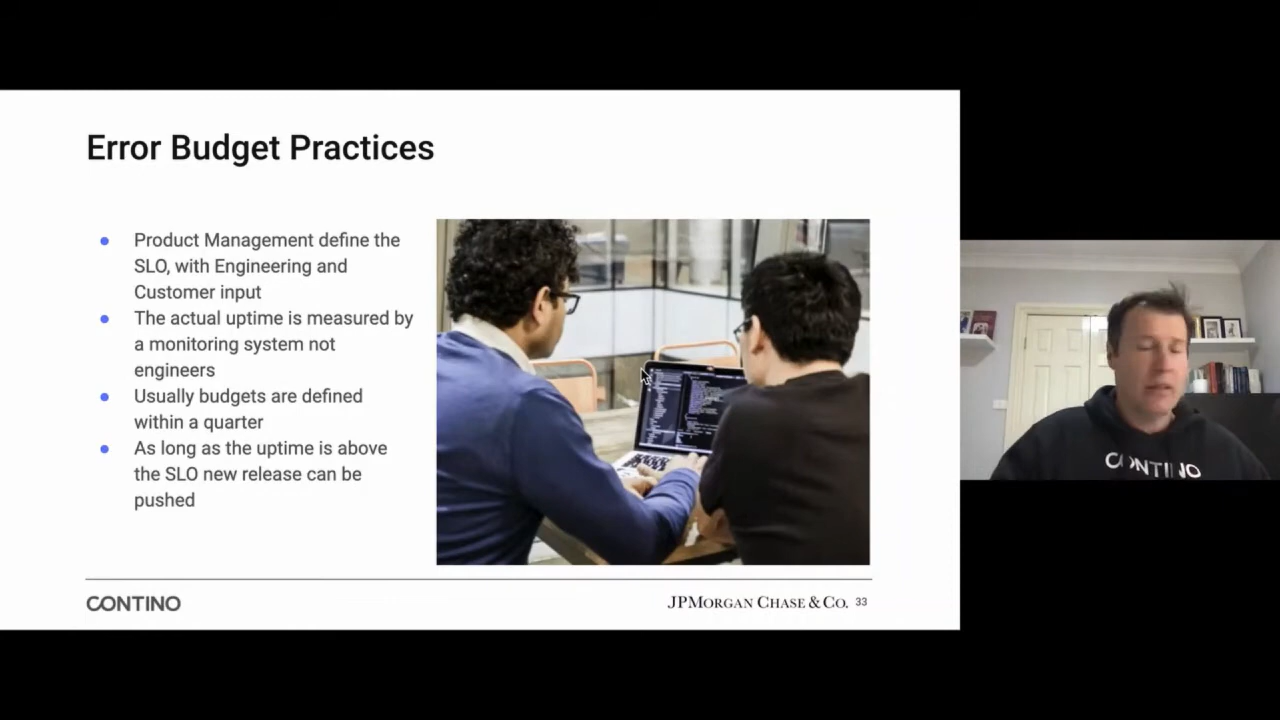 Error Budget Practices
● Product Management define the
SLO, with Engineering and
Customer input
● The actual uptime is measured by
a monitoring system not
engineers
● Usually budgets are defined
within a quarter
● As long as the uptime is above
the SLO new release can be
pushed
CONTINO
JPMORGAN CHASE & CO. 33
CONTINO